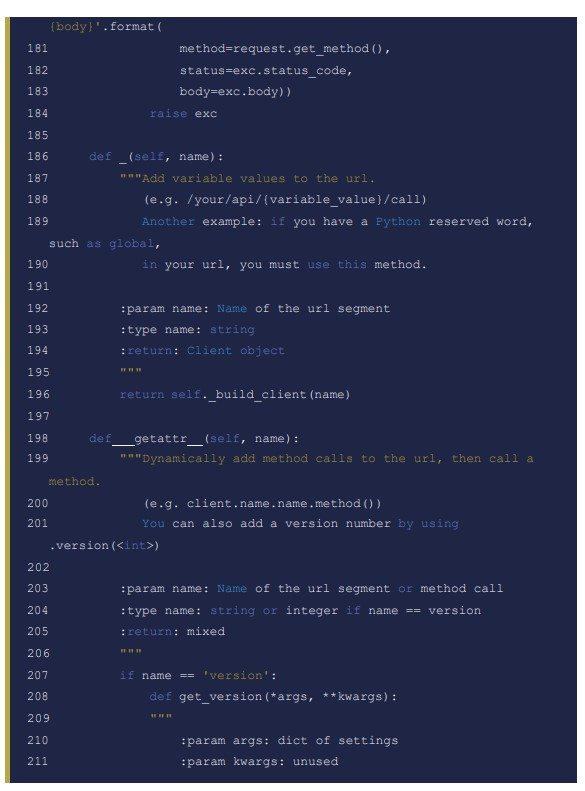 {body}'.format(
181 method=request.get_method(),
182 status=exc.status_code,
183 body=exc.body))
184 raise exc
185
186 def _(self, name):
187 """Add variable values to the url.
188 (e.g. /your/api/{variable_value}/call)
189 Another example: if you have a Python reserved word,
such as global,
190 in your url, you must use this method.
191
192 :param name: Name of the url segment
193 :type name: string
194 :return: Client object
195 """
196 return self._build_client(name)
197
198 def __getattr__(self, name):
199 """Dynamically add method calls to the url, then call a
method.
200 (e.g. client.name.name.method())
201 You can also add a version number by using
.version(<int>)
202
203 :param name: Name of the url segment or method call
204 :type name: string or integer if name == version
205 :return: mixed
206 """
207 if name == 'version':
208 def get_version(*args, **kwargs):
209 """
210 :param args: dict of settings
211 :param kwargs: unused